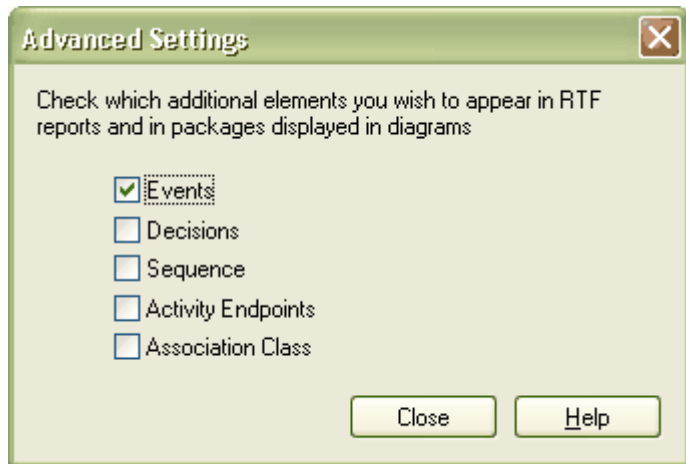 Advanced Settings
Check which additional elements you wish to appear in RTF
reports and in packages displayed in diagrams
Events
Decisions
Sequence
Activity Endpoints
Association Class
Close Help